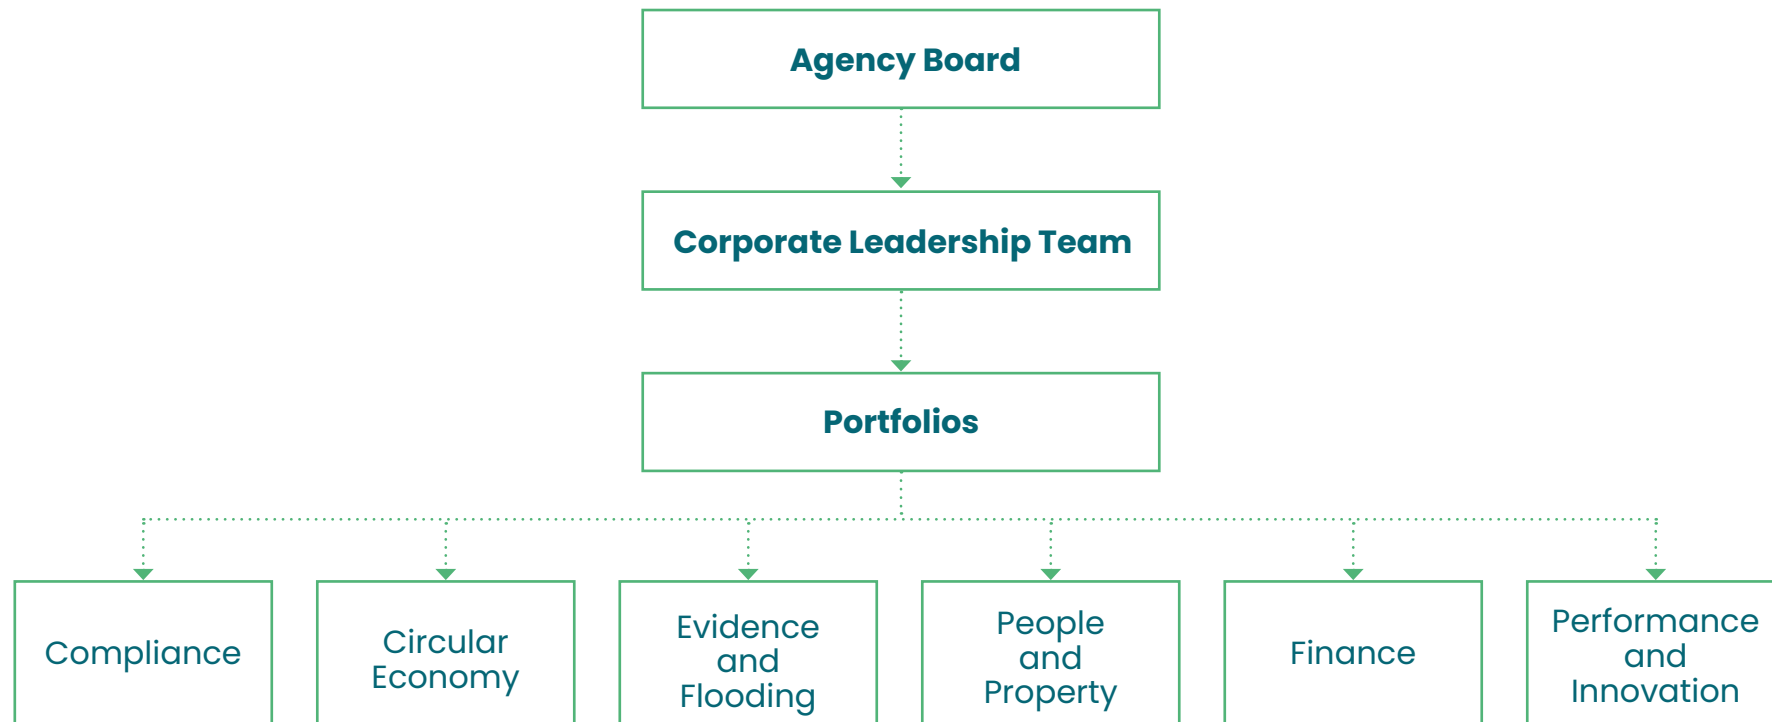 Agency Board
Corporate Leadership Team
Portfolios
Compliance
Circular
Economy
Evidence
and
Flooding
People
and
Property
Finance
Performance
and
Innovation